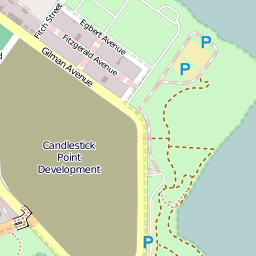 Fitch Street
Egbert Avenue
Fitzgerald Avenue
Gilman Avenue
P
P
Candlestick
Point
Development
P